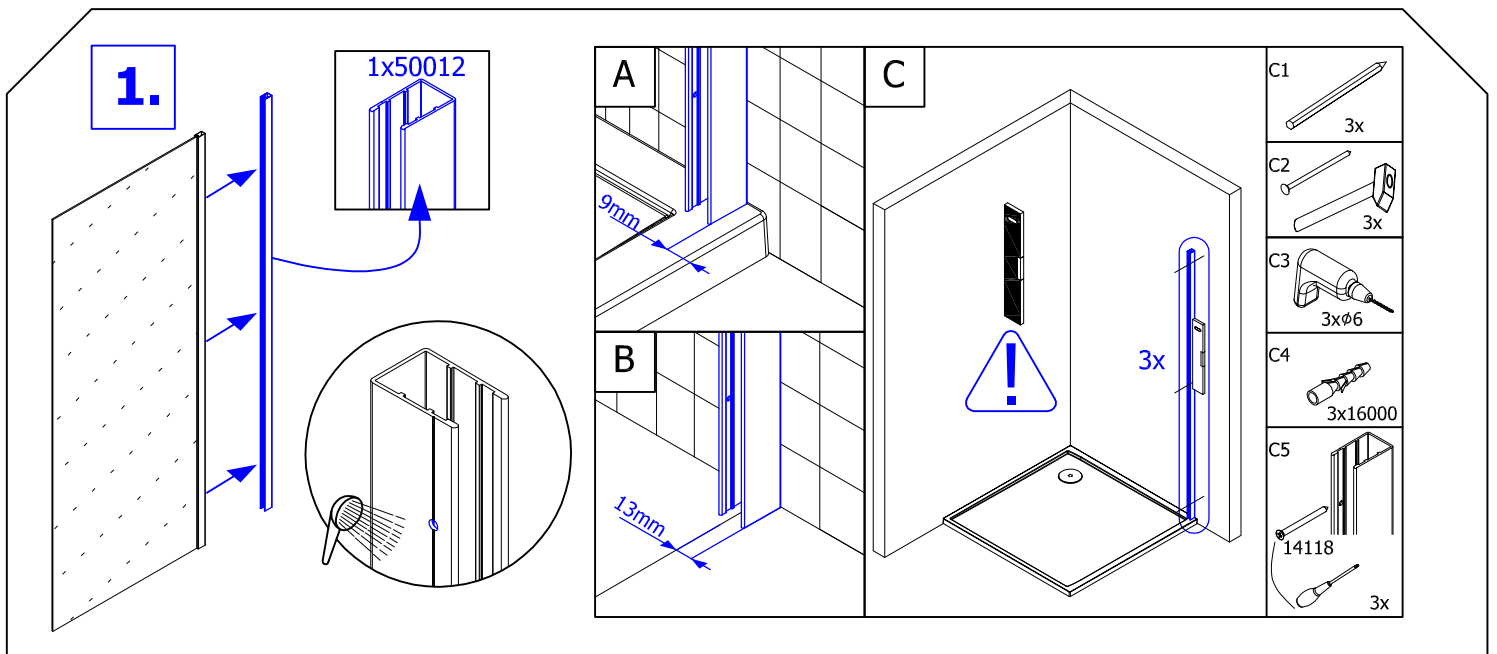 1.
1x50012
A
9mm
B
13mm
C
3x
!
C1
3x
C2
3x
C3
3xϕ6
C4
3x16000
C5
14118
3x